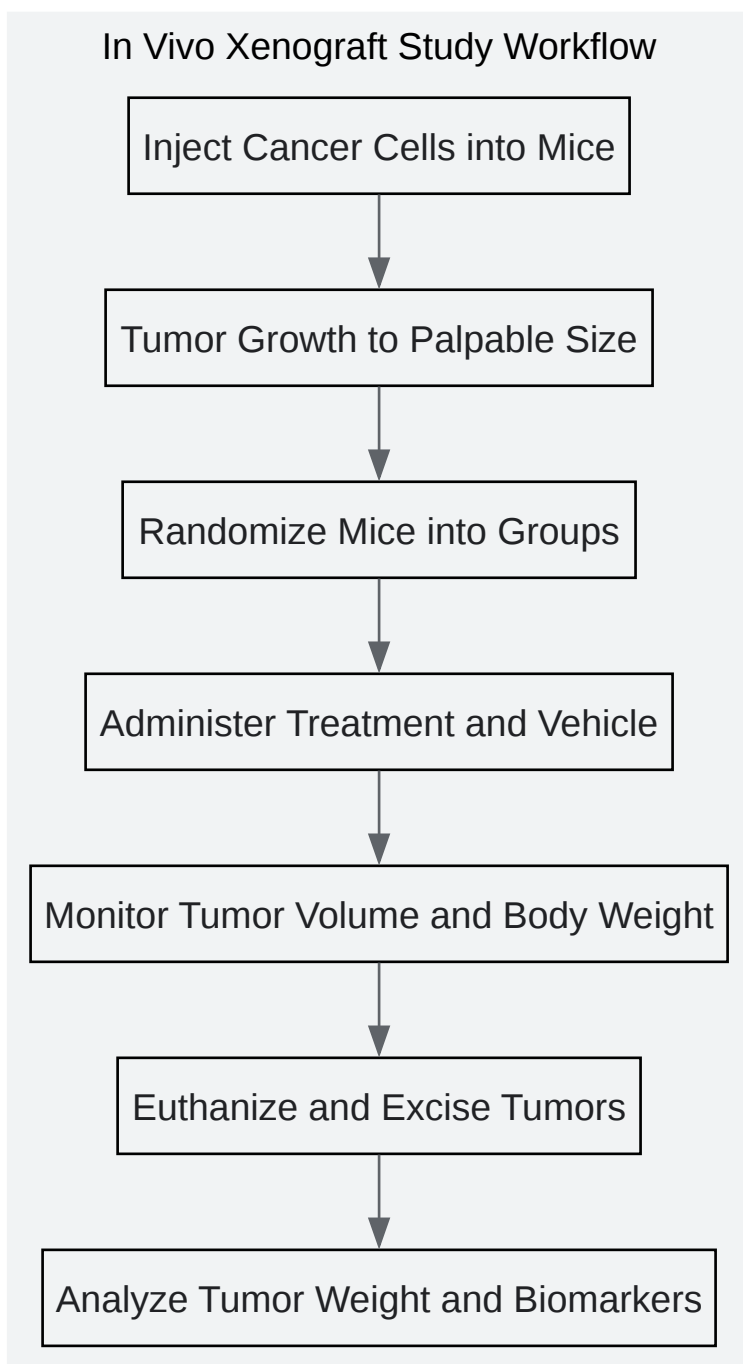 In Vivo Xenograft Study Workflow
Inject Cancer Cells into Mice
Tumor Growth to Palpable Size
Randomize Mice into Groups
Administer Treatment and Vehicle
Monitor Tumor Volume and Body Weight
Euthanize and Excise Tumors
Analyze Tumor Weight and Biomarkers